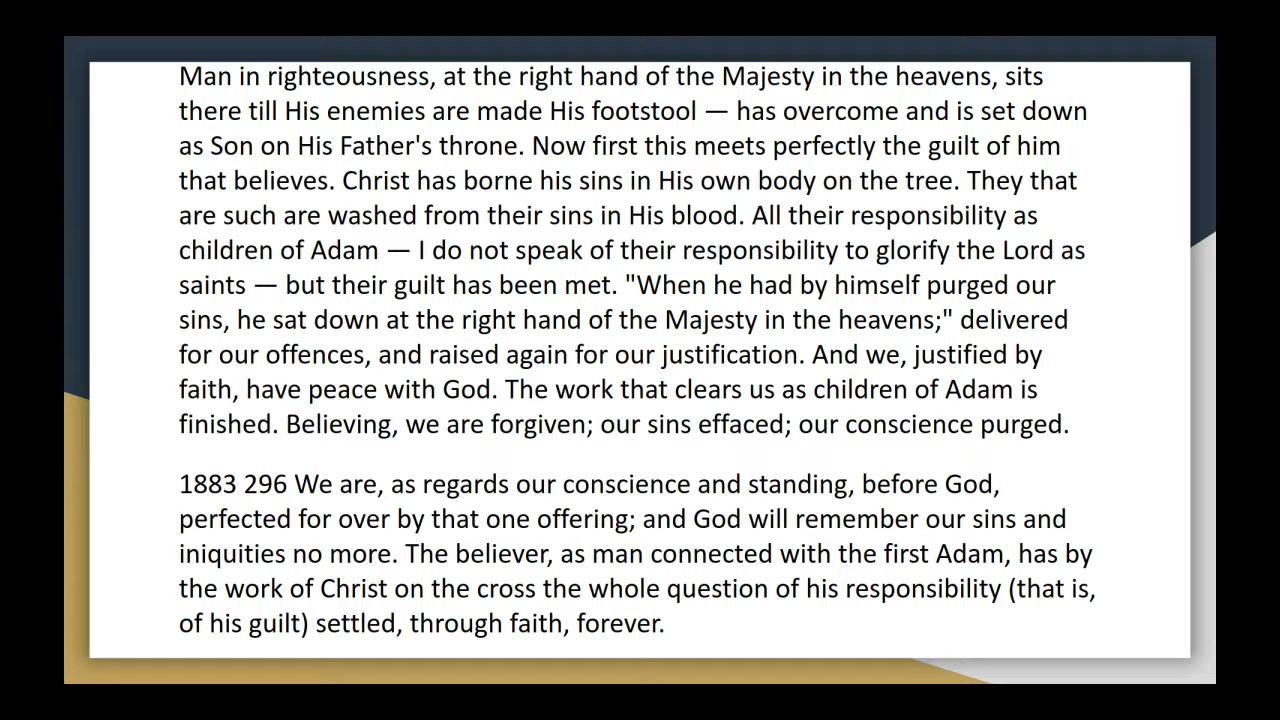 Man in righteousness, at the right hand of the Majesty in the heavens, sits
there till His enemies are made His footstool — has overcome and is set down
as Son on His Father's throne. Now first this meets perfectly the guilt of him
that believes. Christ has borne his sins in His own body on the tree. They that
are such are washed from their sins in His blood. All their responsibility as
children of Adam — I do not speak of their responsibility to glorify the Lord as
saints — but their guilt has been met. "When he had by himself purged our
sins, he sat down at the right hand of the Majesty in the heavens;" delivered
for our offences, and raised again for our justification. And we, justified by
faith, have peace with God. The work that clears us as children of Adam is
finished. Believing, we are forgiven; our sins effaced; our conscience purged.
1883 296 We are, as regards our conscience and standing, before God,
perfected for over by that one offering; and God will remember our sins and
iniquities no more. The believer, as man connected with the first Adam, has by
the work of Christ on the cross the whole question of his responsibility (that is,
of his guilt) settled, through faith, forever.